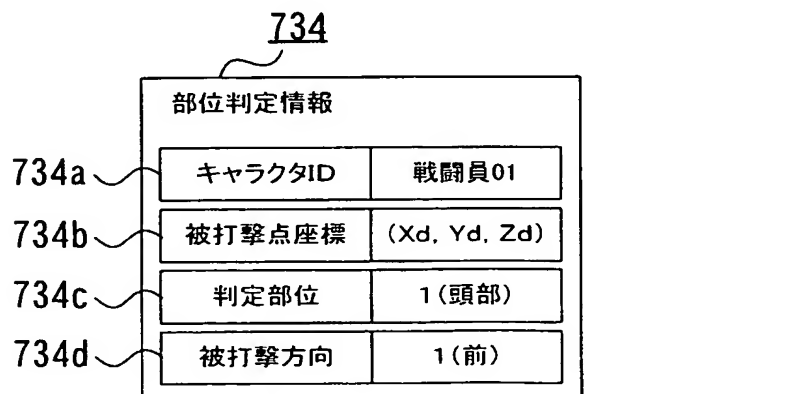 734
部位判定情報
734a キャラクタID 戦闘員01
734b 被打撃点座標 (Xd, Yd, Zd)
734c 判定部位 1(頭部)
734d 被打撃方向 1(前)